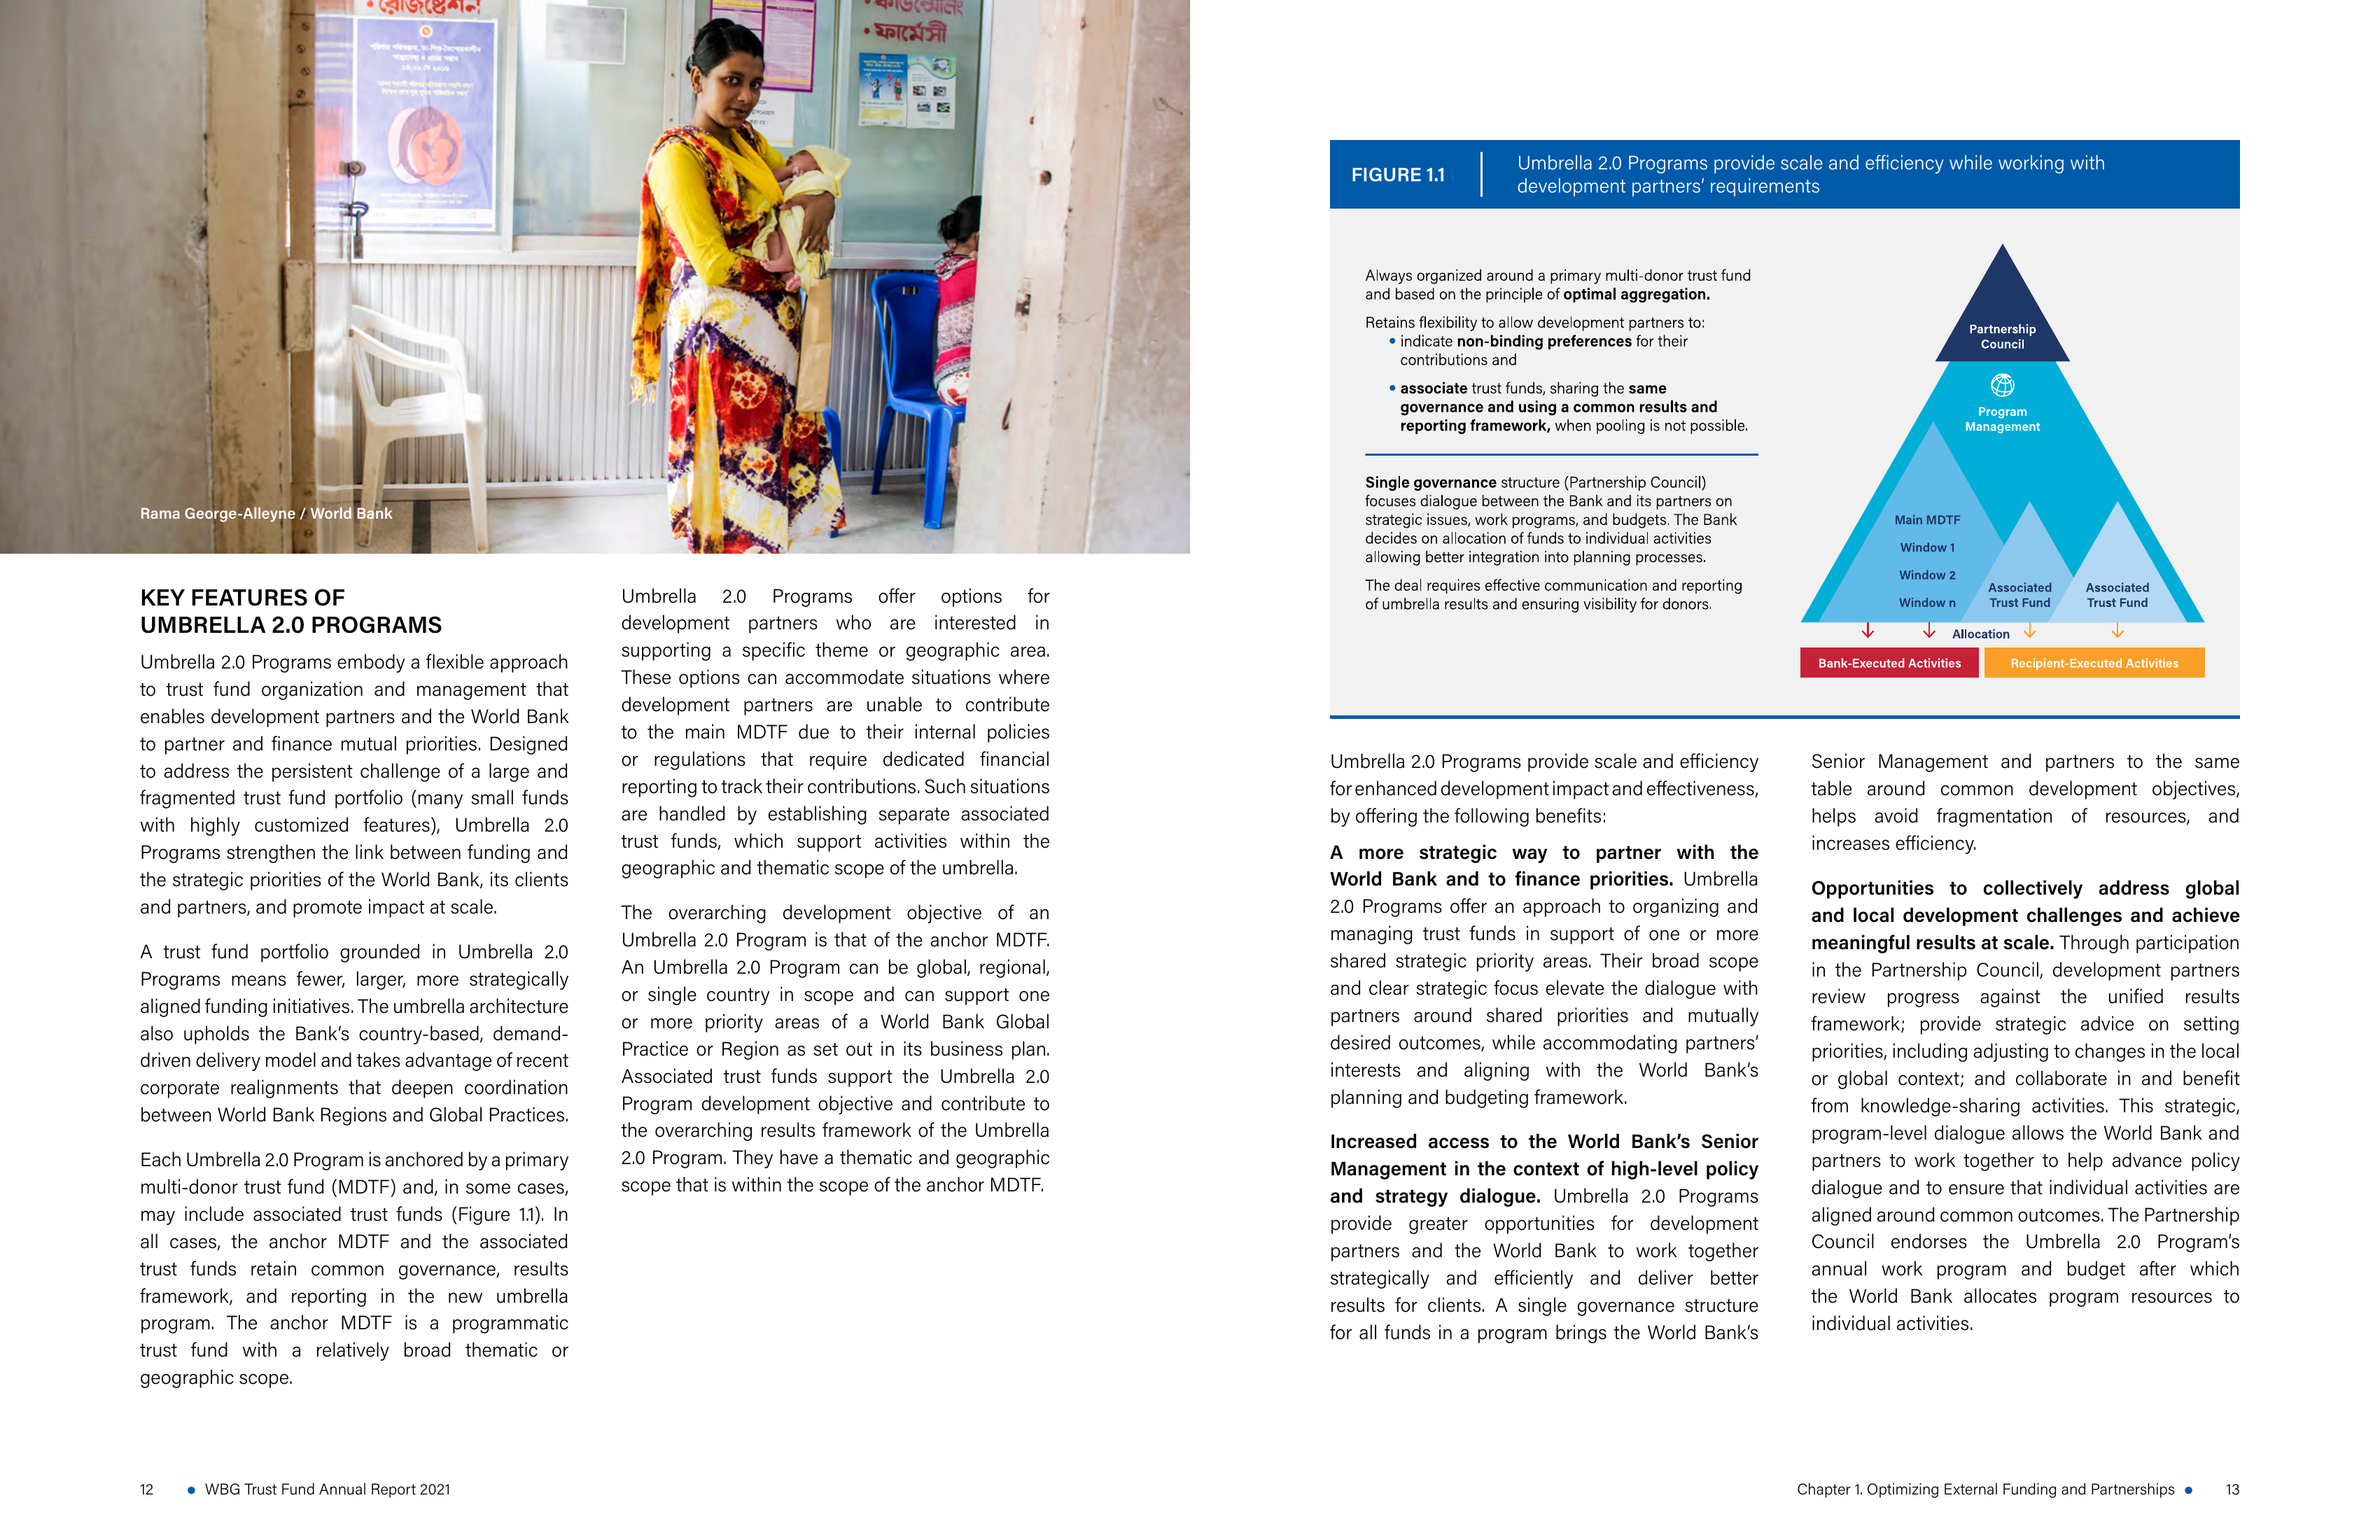 • রেজিস্ট্রেশন
• কাউন্সেলিং
• ফার্মেসী
Rama George-Alleyne / World Bank
KEY FEATURES OF
UMBRELLA 2.0 PROGRAMS
Umbrella 2.0 Programs embody a flexible approach
to trust fund organization and management that
enables development partners and the World Bank
to partner and finance mutual priorities. Designed
to address the persistent challenge of a large and
fragmented trust fund portfolio (many small funds
with highly customized features), Umbrella 2.0
Programs strengthen the link between funding and
the strategic priorities of the World Bank, its clients
and partners, and promote impact at scale.
A trust fund portfolio grounded in Umbrella 2.0
Programs means fewer, larger, more strategically
aligned funding initiatives. The umbrella architecture
also upholds the Bank’s country-based, demand-
driven delivery model and takes advantage of recent
corporate realignments that deepen coordination
between World Bank Regions and Global Practices.
Each Umbrella 2.0 Program is anchored by a primary
multi-donor trust fund (MDTF) and, in some cases,
may include associated trust funds (Figure 1.1). In
all cases, the anchor MDTF and the associated
trust funds retain common governance, results
framework, and reporting in the new umbrella
program. The anchor MDTF is a programmatic
trust fund with a relatively broad thematic or
geographic scope.
Umbrella 2.0 Programs offer options for
development partners who are interested in
supporting a specific theme or geographic area.
These options can accommodate situations where
development partners are unable to contribute
to the main MDTF due to their internal policies
or regulations that require dedicated financial
reporting to track their contributions. Such situations
are handled by establishing separate associated
trust funds, which support activities within the
geographic and thematic scope of the umbrella.
The overarching development objective of an
Umbrella 2.0 Program is that of the anchor MDTF.
An Umbrella 2.0 Program can be global, regional,
or single country in scope and can support one
or more priority areas of a World Bank Global
Practice or Region as set out in its business plan.
Associated trust funds support the Umbrella 2.0
Program development objective and contribute to
the overarching results framework of the Umbrella
2.0 Program. They have a thematic and geographic
scope that is within the scope of the anchor MDTF.
12 • WBG Trust Fund Annual Report 2021
FIGURE 1.1
Umbrella 2.0 Programs provide scale and efficiency while working with
development partners’ requirements
Always organized around a primary multi-donor trust fund
and based on the principle of optimal aggregation.
Retains flexibility to allow development partners to:
• indicate non-binding preferences for their
contributions and
• associate trust funds, sharing the same
governance and using a common results and
reporting framework, when pooling is not possible.
Single governance structure (Partnership Council)
focuses dialogue between the Bank and its partners on
strategic issues, work programs, and budgets. The Bank
decides on allocation of funds to individual activities
allowing better integration into planning processes.
The deal requires effective communication and reporting
of umbrella results and ensuring visibility for donors.
Partnership
Council
Program
Management
Main MDTF
Window 1
Window 2
Window n
Associated
Trust Fund
Associated
Trust Fund
Allocation
Bank-Executed Activities
Recipient-Executed Activities
Umbrella 2.0 Programs provide scale and efficiency
for enhanced development impact and effectiveness,
by offering the following benefits:
A more strategic way to partner with the
World Bank and to finance priorities. Umbrella
2.0 Programs offer an approach to organizing and
managing trust funds in support of one or more
shared strategic priority areas. Their broad scope
and clear strategic focus elevate the dialogue with
partners around shared priorities and mutually
desired outcomes, while accommodating partners’
interests and aligning with the World Bank’s
planning and budgeting framework.
Increased access to the World Bank’s Senior
Management in the context of high-level policy
and strategy dialogue. Umbrella 2.0 Programs
provide greater opportunities for development
partners and the World Bank to work together
strategically and efficiently and deliver better
results for clients. A single governance structure
for all funds in a program brings the World Bank’s
Senior Management and partners to the same
table around common development objectives,
helps avoid fragmentation of resources, and
increases efficiency.
Opportunities to collectively address global
and local development challenges and achieve
meaningful results at scale. Through participation
in the Partnership Council, development partners
review progress against the unified results
framework; provide strategic advice on setting
priorities, including adjusting to changes in the local
or global context; and collaborate in and benefit
from knowledge-sharing activities. This strategic,
program-level dialogue allows the World Bank and
partners to work together to help advance policy
dialogue and to ensure that individual activities are
aligned around common outcomes. The Partnership
Council endorses the Umbrella 2.0 Program’s
annual work program and budget after which
the World Bank allocates program resources to
individual activities.
Chapter 1. Optimizing External Funding and Partnerships • 13